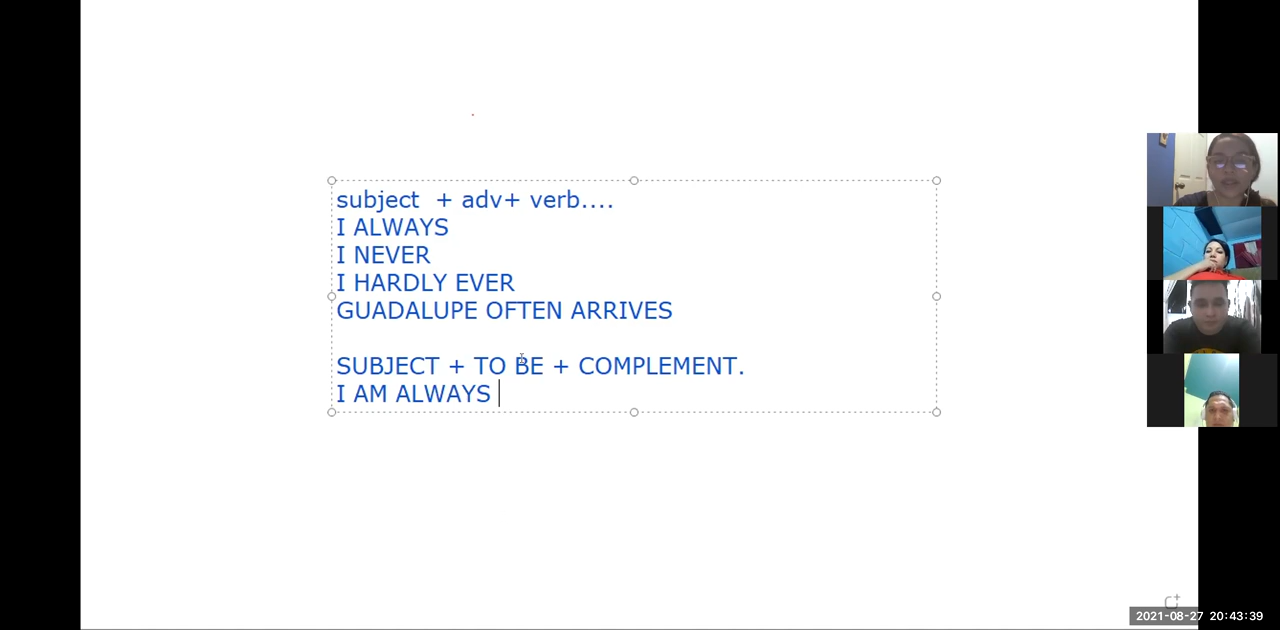 subject + adv+ verb....
I ALWAYS
I NEVER
I HARDLY EVER
GUADALUPE OFTEN ARRIVES
SUBJECT + TO BE + COMPLEMENT.
I AM ALWAYS
2021-08-27 20:43:39